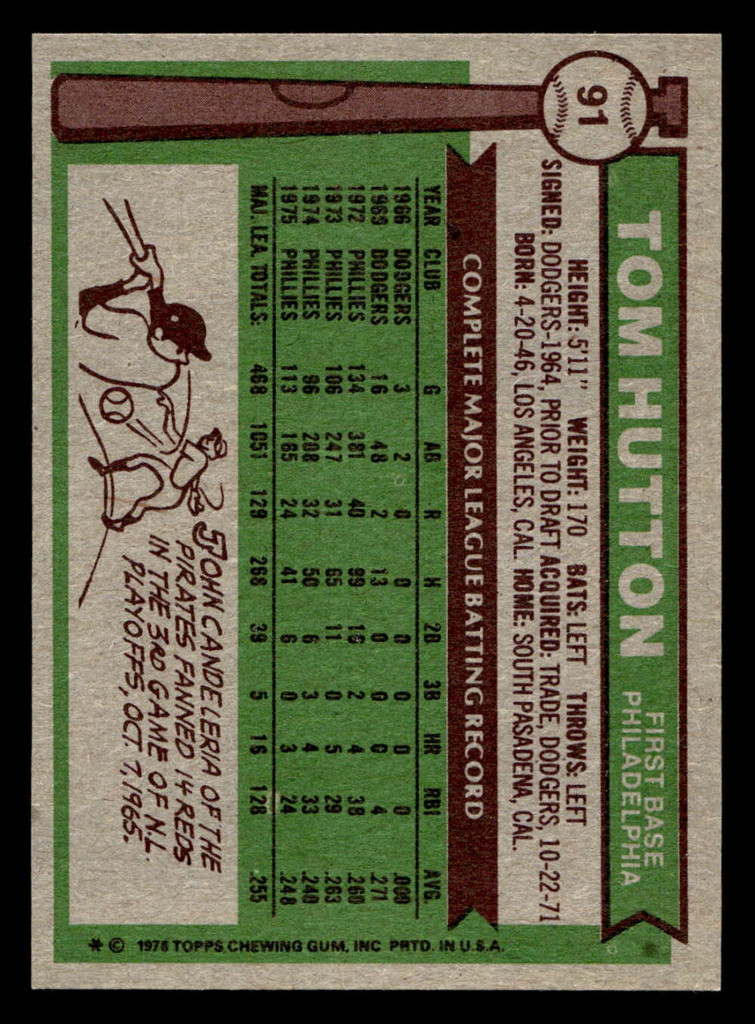 91
TOM HUTTON
FIRST BASE
PHILADELPHIA
HEIGHT: 5'11" WEIGHT: 170 BATS: LEFT THROWS: LEFT
SIGNED: DODGERS-1964, PRIOR TO DRAFT ACQUIRED: TRADE, DODGERS, 10-22-71
BORN: 4-20-46, LOS ANGELES, CAL. HOME: SOUTH PASADENA, CAL.
COMPLETE MAJOR LEAGUE BATTING RECORD
YEAR CLUB G AB R H 2B 3B HR RBI AVG.
1966 DODGERS 3 2 0 0 0 0 0 0 .000
1969 DODGERS 16 48 2 13 0 0 0 4 .271
1972 PHILLIES 134 381 40 99 16 2 4 38 .260
1973 PHILLIES 106 247 31 65 11 0 5 29 .263
1974 PHILLIES 96 208 32 50 6 3 4 33 .240
1975 PHILLIES 113 165 24 41 6 0 3 24 .248
MAJ. LEA. TOTALS: 468 1051 129 268 39 5 16 128 .255
JOHN CANDELERIA OF THE
PIRATES FANNED 14 REDS
IN THE 3RD GAME OF N.L.
PLAYOFFS, OCT. 7, 1965.
* © 1976 TOPPS CHEWING GUM, INC PRTD. IN U.S.A.